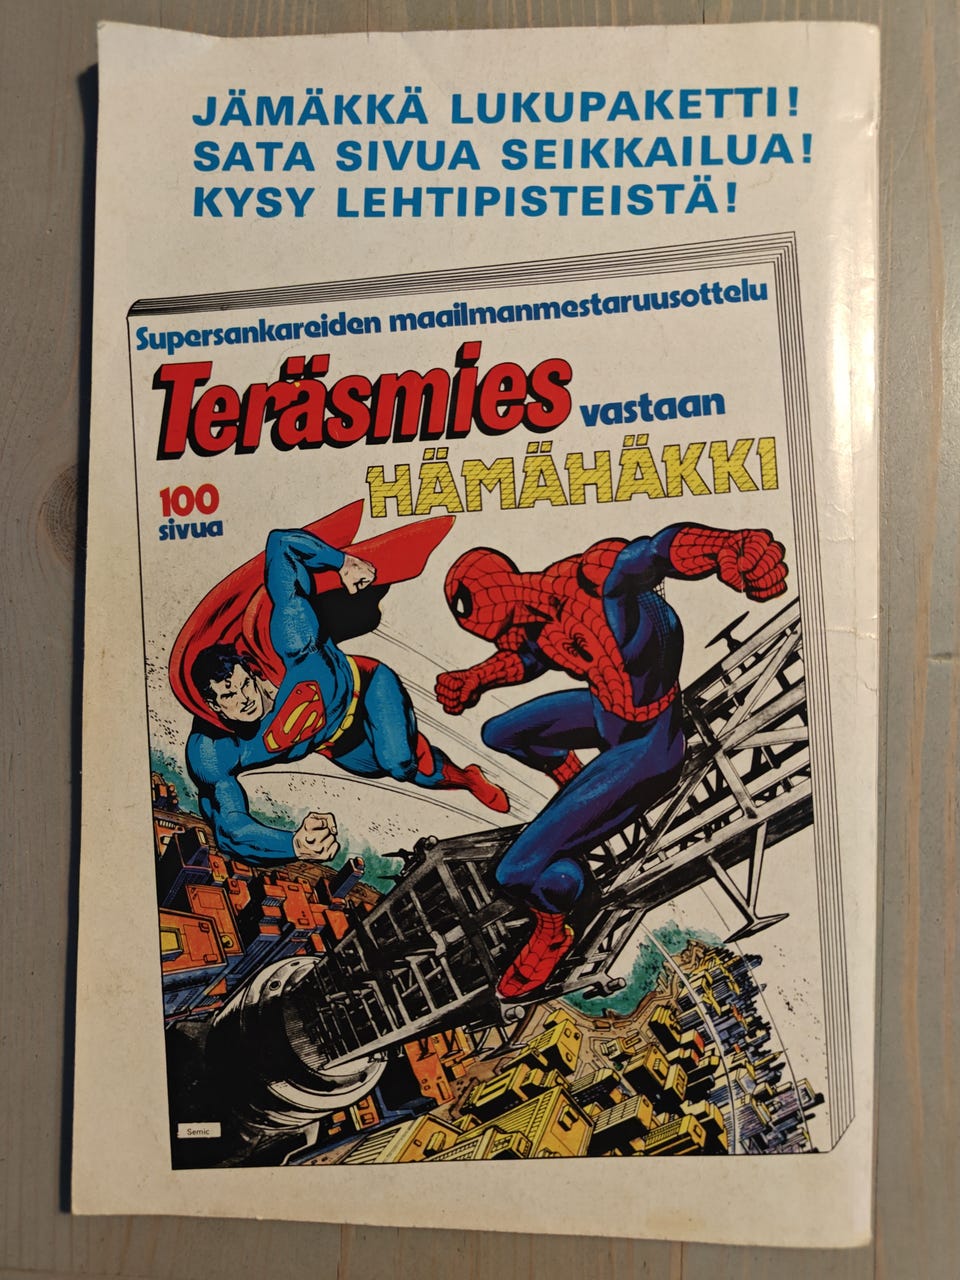 JÄMÄKKÄ LUKUPAKETTI!
SATA SIVUA SEIKKAILUA!
KYSY LEHTIPISTEISTÄ!
Supersankareiden maailmanmestaruusottelu
Teräsmies vastaan
HÄMÄHÄKKI
100
sivua
S
Semic